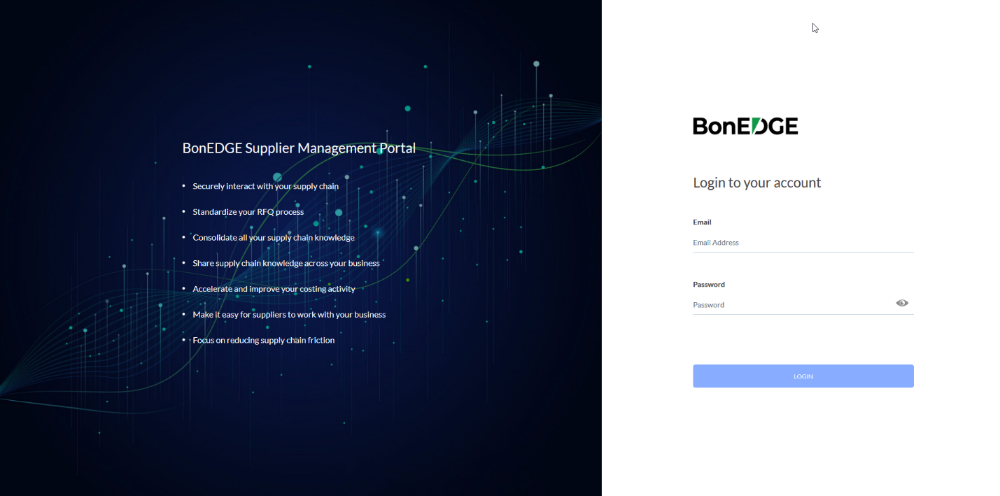 BonEDGE Supplier Management Portal
Securely interact with your supply chain
Standardize your RFQ process
Consolidate all your supply chain knowledge
Share supply chain knowledge across your business
Accelerate and improve your costing activity
Make it easy for suppliers to work with your business
Focus on reducing supply chain friction
BonEDGE
Login to your account
Email
Email Address
Password
Password
LOGIN